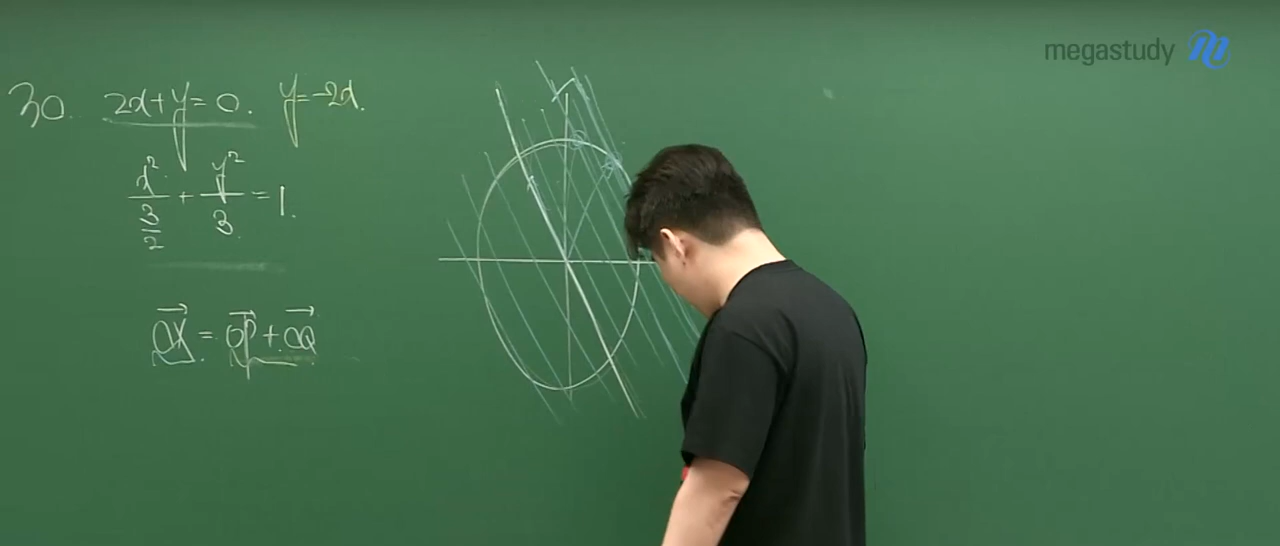 megastudy
30. 2x+y=0. y=-2x.
x²/(3/2) + y²/3 = 1.
OX→ = OP→ + OQ→